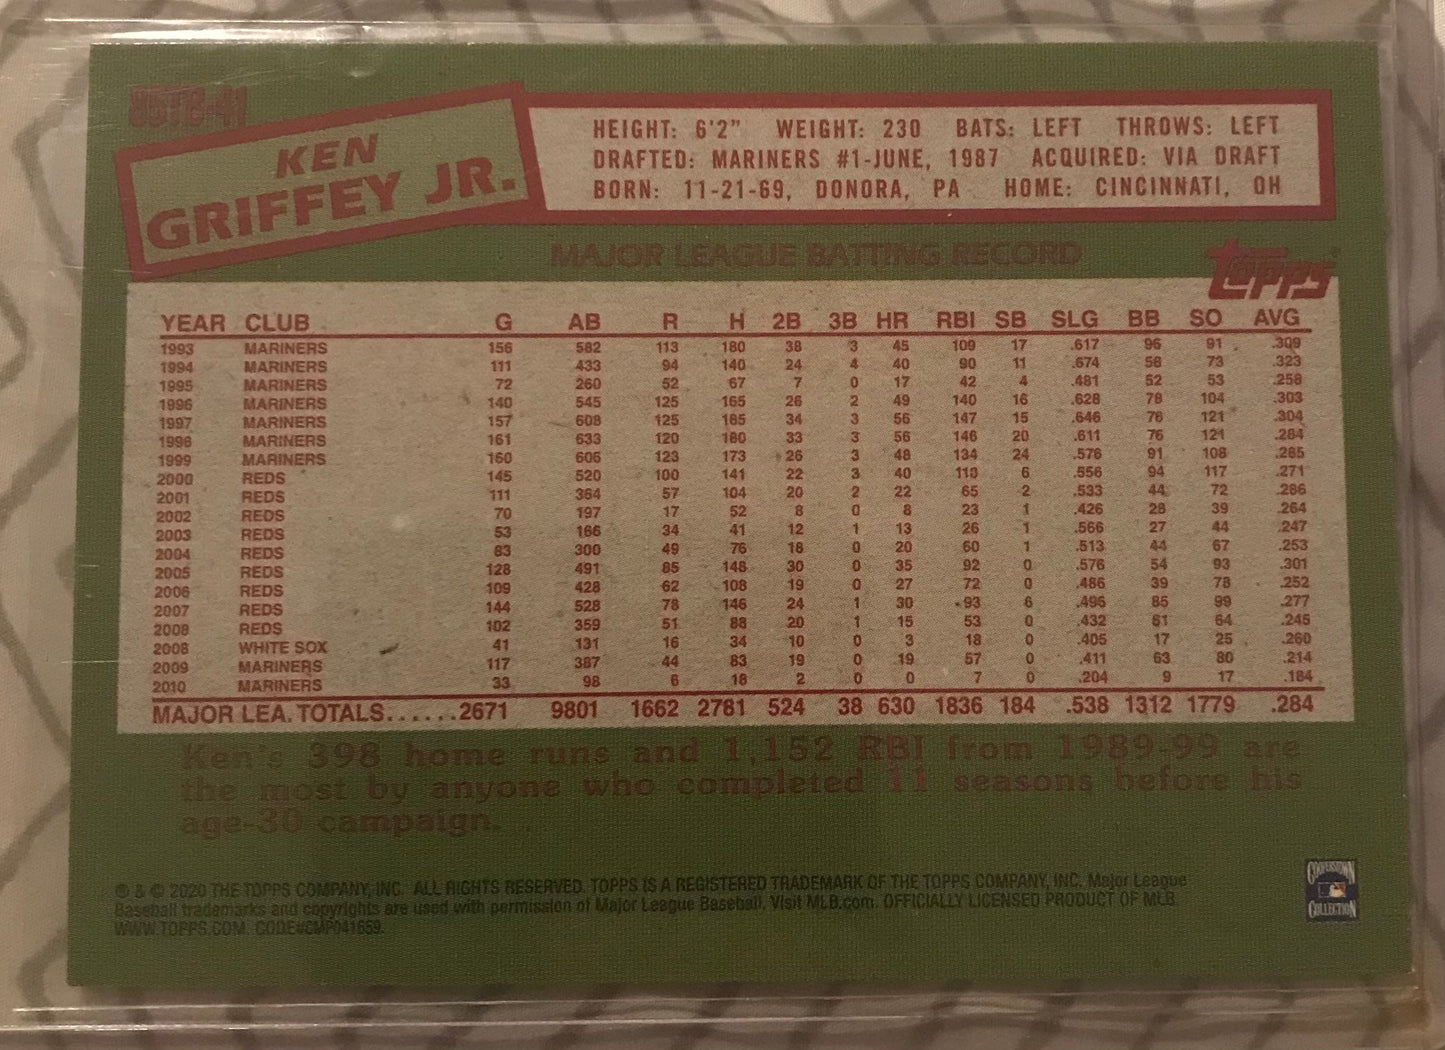 85TB-41
KEN
GRIFFEY JR.
HEIGHT: 6'2" WEIGHT: 230 BATS: LEFT THROWS: LEFT
DRAFTED: MARINERS #1-JUNE, 1987 ACQUIRED: VIA DRAFT
BORN: 11-21-69, DONORA, PA HOME: CINCINNATI, OH
MAJOR LEAGUE BATTING RECORD
Topps
YEAR CLUB G AB R H 2B 3B HR RBI SB SLG BB SO AVG
1993 MARINERS 156 582 113 180 38 3 45 109 17 .617 96 91 .309
1994 MARINERS 111 433 94 140 24 4 40 90 11 .674 56 73 .323
1995 MARINERS 72 260 52 67 7 0 17 42 4 .481 52 53 .258
1996 MARINERS 140 545 125 165 26 2 49 140 16 .628 78 104 .303
1997 MARINERS 157 608 125 185 34 3 56 147 15 .646 76 121 .304
1998 MARINERS 161 633 120 180 33 3 56 146 20 .611 76 121 .284
1999 MARINERS 160 606 123 173 26 3 48 134 24 .576 91 108 .285
2000 REDS 145 520 100 141 22 3 40 118 6 .556 94 117 .271
2001 REDS 111 364 57 104 20 2 22 65 2 .533 44 72 .286
2002 REDS 70 197 17 52 8 0 8 23 1 .426 28 39 .264
2003 REDS 53 166 34 41 12 1 13 26 1 .566 27 44 .247
2004 REDS 83 300 49 76 18 0 20 60 1 .513 44 67 .253
2005 REDS 128 491 85 148 30 0 35 92 0 .576 54 93 .301
2006 REDS 109 428 62 108 19 0 27 72 0 .486 39 78 .252
2007 REDS 144 528 78 146 24 1 30 93 6 .496 85 99 .277
2008 REDS 102 359 51 88 20 1 15 53 0 .432 61 64 .245
2008 WHITE SOX 41 131 16 34 10 0 3 18 0 .405 17 25 .260
2009 MARINERS 117 387 44 83 19 0 19 57 0 .411 63 80 .214
2010 MARINERS 33 98 6 18 2 0 0 7 0 .204 9 17 .184
MAJOR LEA. TOTALS......2671 9801 1662 2781 524 38 630 1836 184 .538 1312 1779 .284
Ken's 398 home runs and 1,152 RBI from 1989-99 are
the most by anyone who completed 11 seasons before his
age-30 campaign.
® & © 2020 THE TOPPS COMPANY, INC. ALL RIGHTS RESERVED. TOPPS IS A REGISTERED TRADEMARK OF THE TOPPS COMPANY, INC. Major League
Baseball trademarks and copyrights are used with permission of Major League Baseball. Visit MLB.com. OFFICIALLY LICENSED PRODUCT OF MLB
WWW.TOPPS.COM. CODE#CMP041659.
COOPERSTOWN
COLLECTION